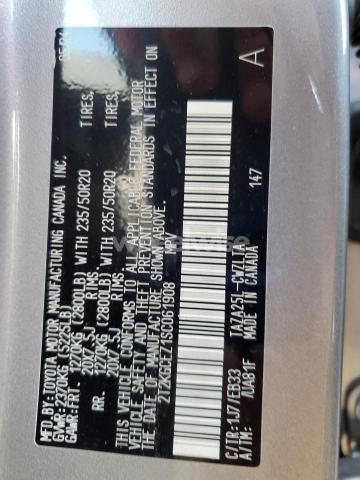 MFD.BY:TOYOTA MOTOR MANUFACTURING CANADA INC.
GVWR:2370KG (5225LB)
GAWR:FRT. 1270KG (2800LB) WITH 235/50R20 TIRES,
20X7.5J RIMS,
RR. 1270KG (2800LB) WITH 235/50R20 TIRES,
20X7.5J RIMS.
THIS VEHICLE CONFORMS TO ALL APPLICABLE FEDERAL MOTOR
VEHICLE SAFETY AND THEFT PREVENTION STANDARDS IN EFFECT ON
THE DATE OF MANUFACTURE SHOWN ABOVE.
MPV
147
C/TR:1J7/EB33
A/TM: /UA81F
MADE IN CANADA
A